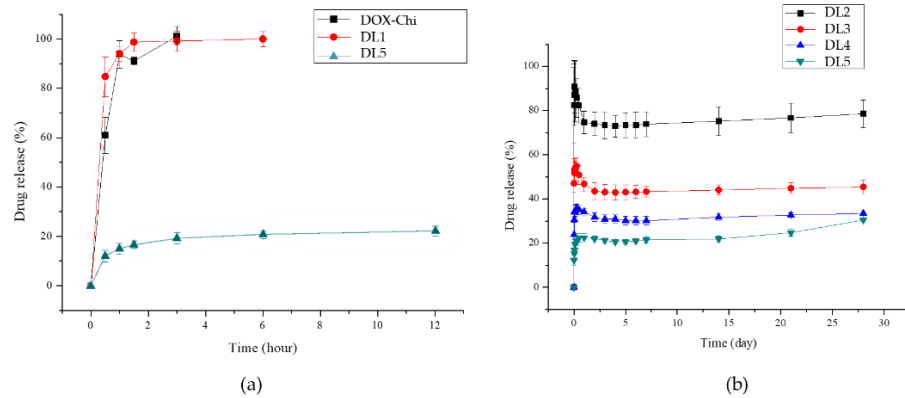 DOX-Chi
DL1
DL5
100
80
60
40
20
0
Drug release (%)
0 2 4 6 8 10 12
Time (hour)
(a)
DL2
DL3
DL4
DL5
100
80
60
40
20
0
Drug release (%)
0 5 10 15 20 25 30
Time (day)
(b)